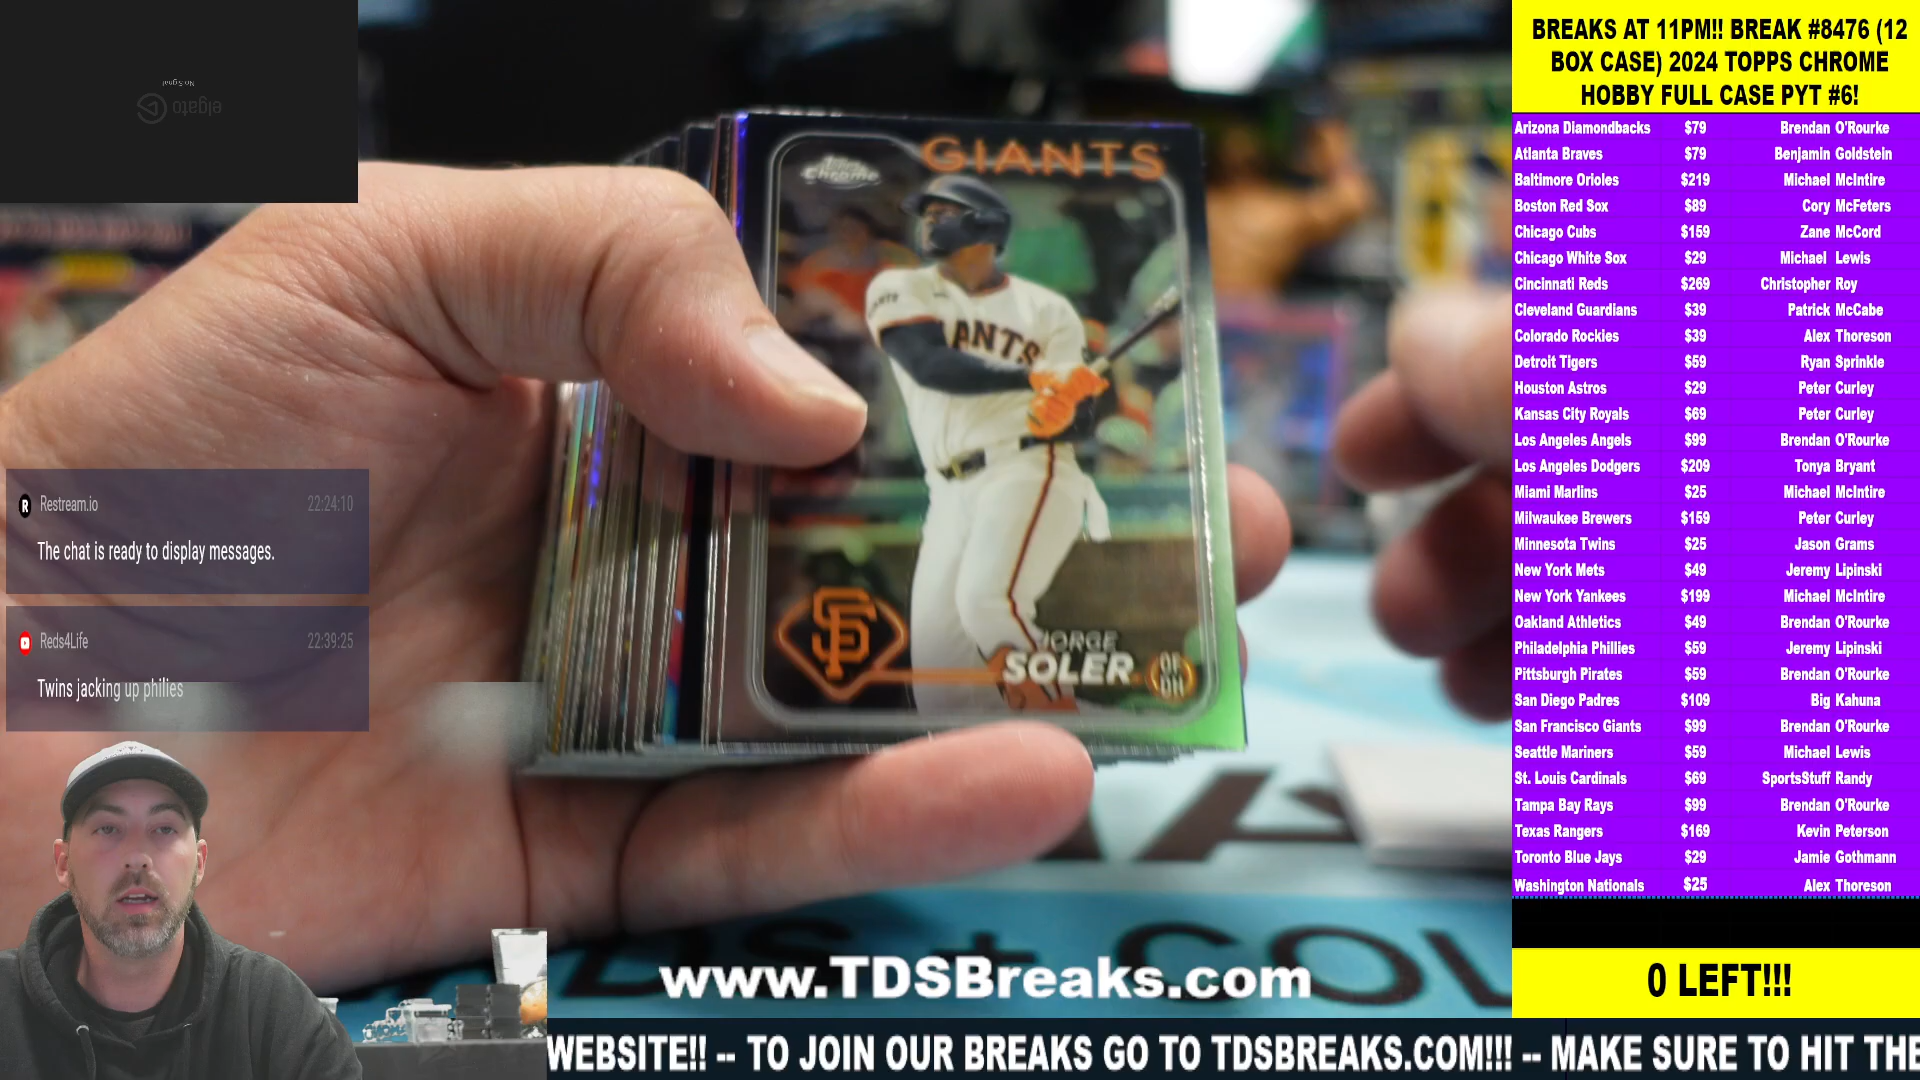 No Signal
elgato
Restream.io 22:24:10
The chat is ready to display messages.
Reds4Life 22:39:25
Twins jacking up philies
Topps
Chrome
GIANTS
ANTS
SF
JORGE
SOLER
OF
DH
www.TDSBreaks.com
WEBSITE!! -- TO JOIN OUR BREAKS GO TO TDSBREAKS.COM!!! -- MAKE SURE TO HIT THE
BREAKS AT 11PM!! BREAK #8476 (12
BOX CASE) 2024 TOPPS CHROME
HOBBY FULL CASE PYT #6!
Arizona Diamondbacks $79 Brendan O'Rourke
Atlanta Braves $79 Benjamin Goldstein
Baltimore Orioles $219 Michael McIntire
Boston Red Sox $89 Cory McFeters
Chicago Cubs $159 Zane McCord
Chicago White Sox $29 Michael Lewis
Cincinnati Reds $269 Christopher Roy
Cleveland Guardians $39 Patrick McCabe
Colorado Rockies $39 Alex Thoreson
Detroit Tigers $59 Ryan Sprinkle
Houston Astros $29 Peter Curley
Kansas City Royals $69 Peter Curley
Los Angeles Angels $99 Brendan O'Rourke
Los Angeles Dodgers $209 Tonya Bryant
Miami Marlins $25 Michael McIntire
Milwaukee Brewers $159 Peter Curley
Minnesota Twins $25 Jason Grams
New York Mets $49 Jeremy Lipinski
New York Yankees $199 Michael McIntire
Oakland Athletics $49 Brendan O'Rourke
Philadelphia Phillies $59 Jeremy Lipinski
Pittsburgh Pirates $59 Brendan O'Rourke
San Diego Padres $109 Big Kahuna
San Francisco Giants $99 Brendan O'Rourke
Seattle Mariners $59 Michael Lewis
St. Louis Cardinals $69 SportsStuff Randy
Tampa Bay Rays $99 Brendan O'Rourke
Texas Rangers $169 Kevin Peterson
Toronto Blue Jays $29 Jamie Gothmann
Washington Nationals $25 Alex Thoreson
0 LEFT!!!